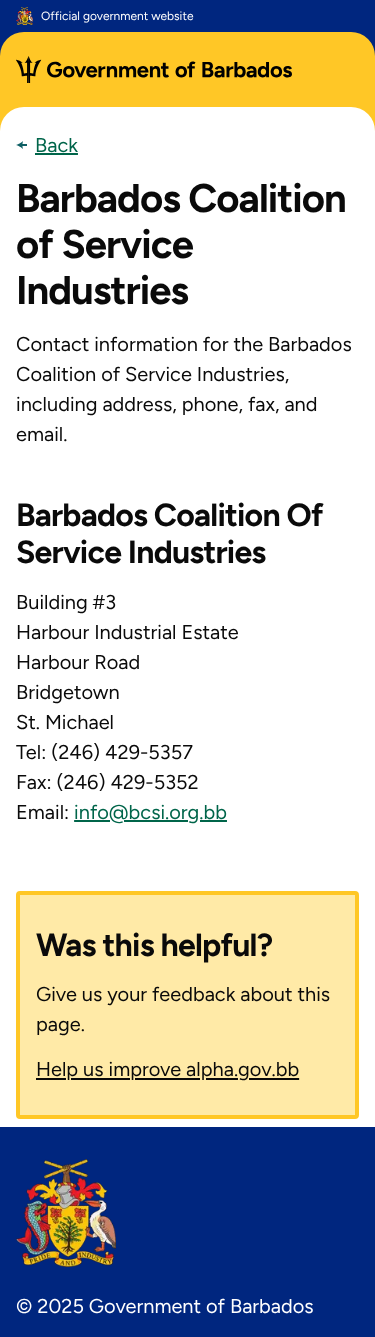 Official government website
Government of Barbados
Back
Barbados Coalition
of Service
Industries
Contact information for the Barbados
Coalition of Service Industries,
including address, phone, fax, and
email.
Barbados Coalition Of
Service Industries
Building #3
Harbour Industrial Estate
Harbour Road
Bridgetown
St. Michael
Tel: (246) 429-5357
Fax: (246) 429-5352
Email: info@bcsi.org.bb
Was this helpful?
Give us your feedback about this
page.
Help us improve alpha.gov.bb
PRIDE AND INDUSTRY
© 2025 Government of Barbados